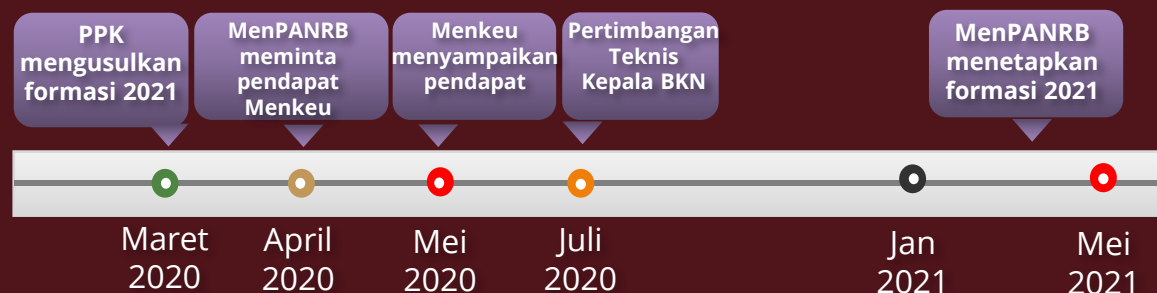 PPK
mengusulkan
formasi 2021
MenPANRB
meminta
pendapat
Menkeu
Menkeu
menyampaikan
pendapat
Pertimbangan
Teknis
Kepala BKN
MenPANRB
menetapkan
formasi 2021
Maret
2020
April
2020
Mei
2020
Juli
2020
Jan
2021
Mei
2021